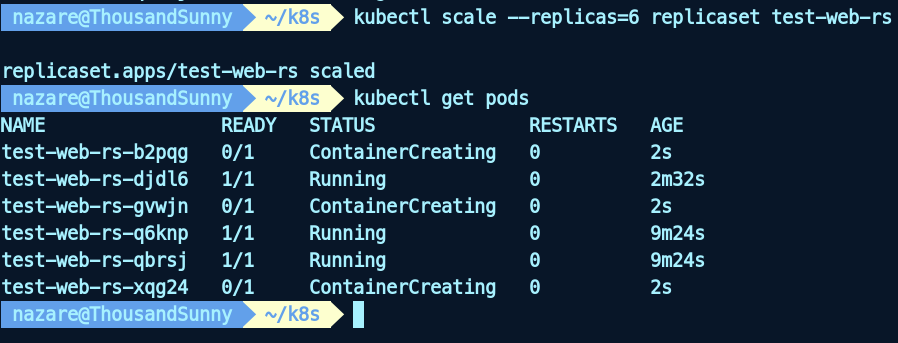 nazare@ThousandSunny ~/k8s kubectl scale --replicas=6 replicaset test-web-rs
replicaset.apps/test-web-rs scaled
nazare@ThousandSunny ~/k8s kubectl get pods
NAME READY STATUS RESTARTS AGE
test-web-rs-b2pqg 0/1 ContainerCreating 0 2s
test-web-rs-djdl6 1/1 Running 0 2m32s
test-web-rs-gvwjn 0/1 ContainerCreating 0 2s
test-web-rs-q6knp 1/1 Running 0 9m24s
test-web-rs-qbrsj 1/1 Running 0 9m24s
test-web-rs-xqg24 0/1 ContainerCreating 0 2s
nazare@ThousandSunny ~/k8s